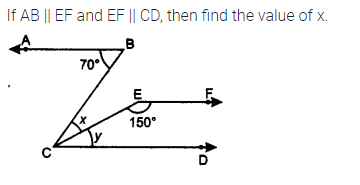 If AB || EF and EF || CD, then find the value of x.
A
B
70°
E
F
150°
x
y
C
D